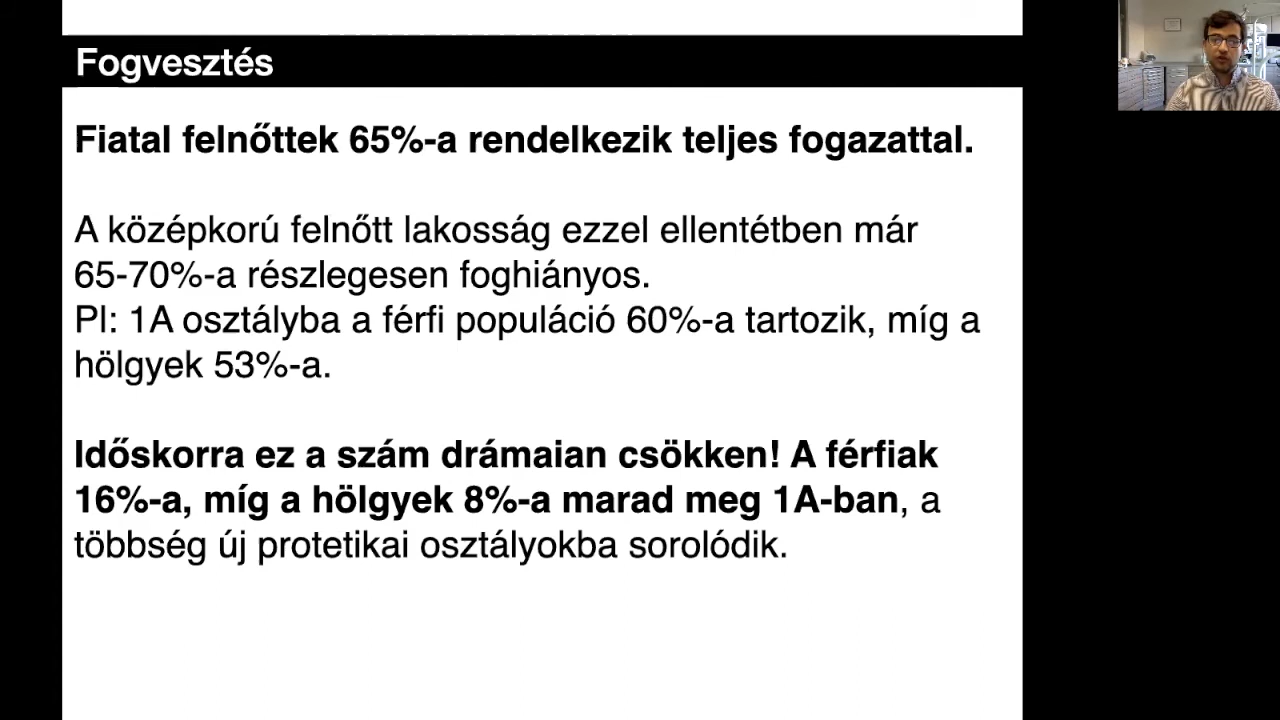 Fogvesztés
Fiatal felnőttek 65%-a rendelkezik teljes fogazattal.
A középkorú felnőtt lakosság ezzel ellentétben már
65-70%-a részlegesen foghiányos.
Pl: 1A osztályba a férfi populáció 60%-a tartozik, míg a
hölgyek 53%-a.
Időskorra ez a szám drámaian csökken! A férfiak
16%-a, míg a hölgyek 8%-a marad meg 1A-ban, a
többség új protetikai osztályokba sorolódik.